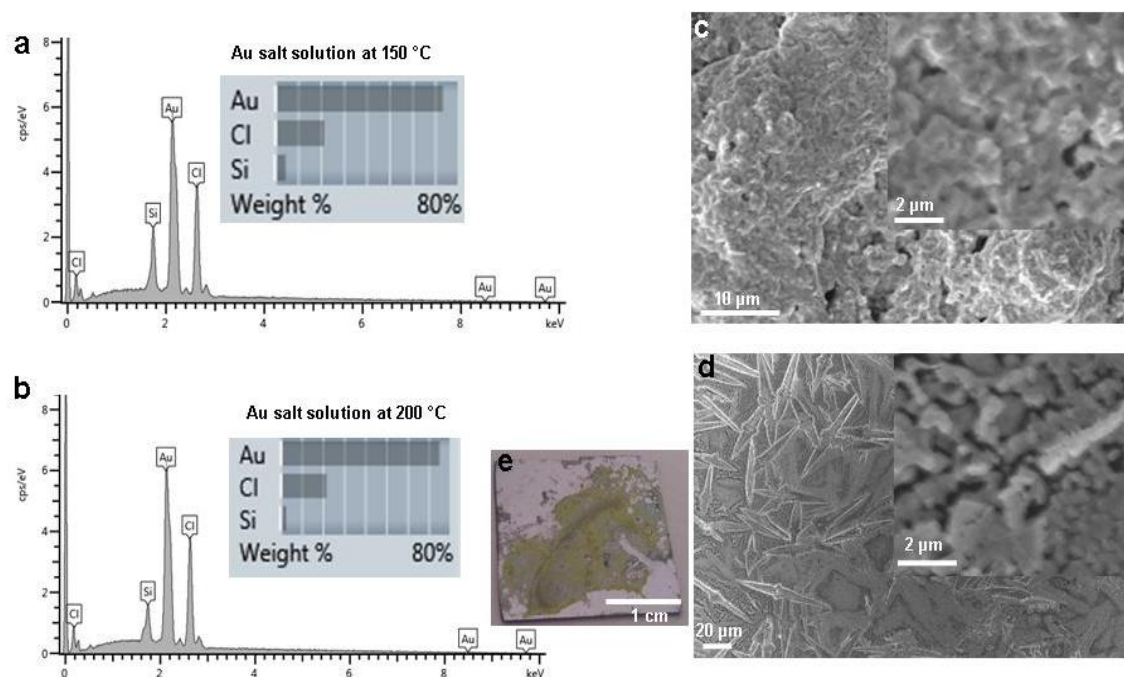 a
8
6
4
2
0
cps/eV
Au salt solution at 150 °C
Au
Cl
Si
Weight % 80%
Cl
Si
Au
Cl
Au
Au
0 2 4 6 8 keV
b
8
6
4
2
0
cps/eV
Au salt solution at 200 °C
Au
Cl
Si
Weight % 80%
Cl
Si
Au
Cl
Au
Au
0 2 4 6 8 keV
e
1 cm
c
2 µm
10 µm
d
2 µm
20 µm